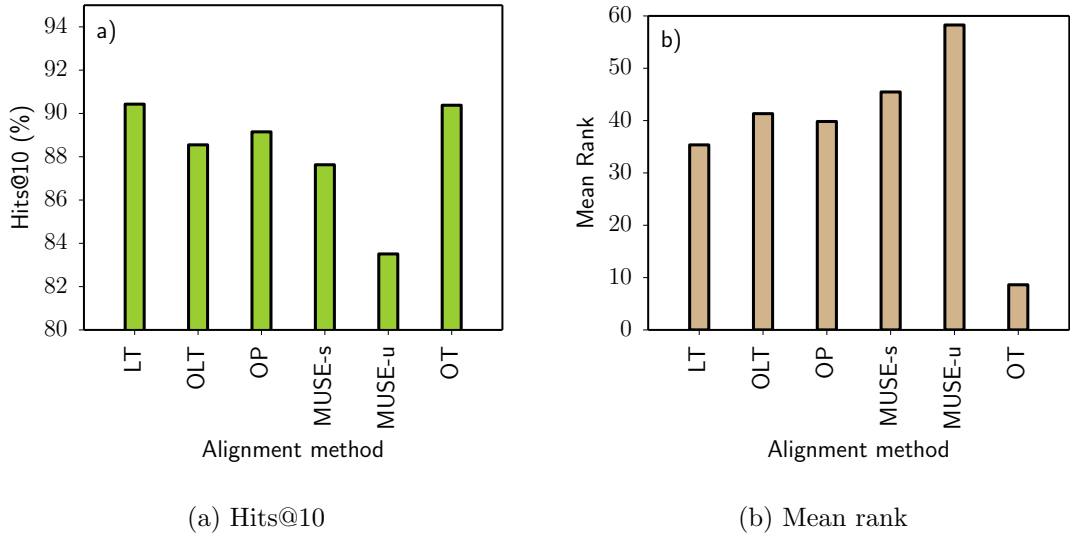 a)
Hits@10 (%)
94
92
90
88
86
84
82
80
LT
OLT
OP
MUSE-s
MUSE-u
OT
Alignment method
(a) Hits@10
b)
Mean Rank
60
50
40
30
20
10
0
LT
OLT
OP
MUSE-s
MUSE-u
OT
Alignment method
(b) Mean rank